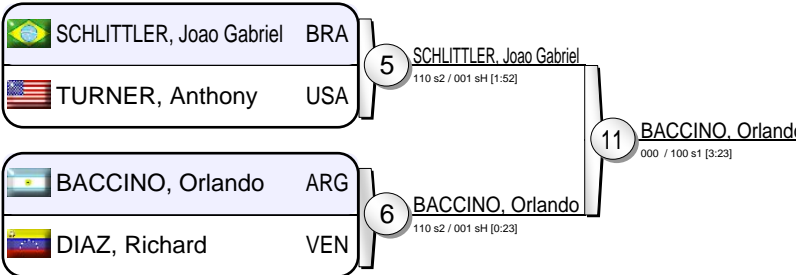 SCHLITTLER, Joao Gabriel BRA
TURNER, Anthony USA
5
SCHLITTLER, Joao Gabriel
110 s2 / 001 sH [1:52]
11
BACCINO, Orlando
000 / 100 s1 [3:23]
BACCINO, Orlando ARG
DIAZ, Richard VEN
6
BACCINO, Orlando
110 s2 / 001 sH [0:23]